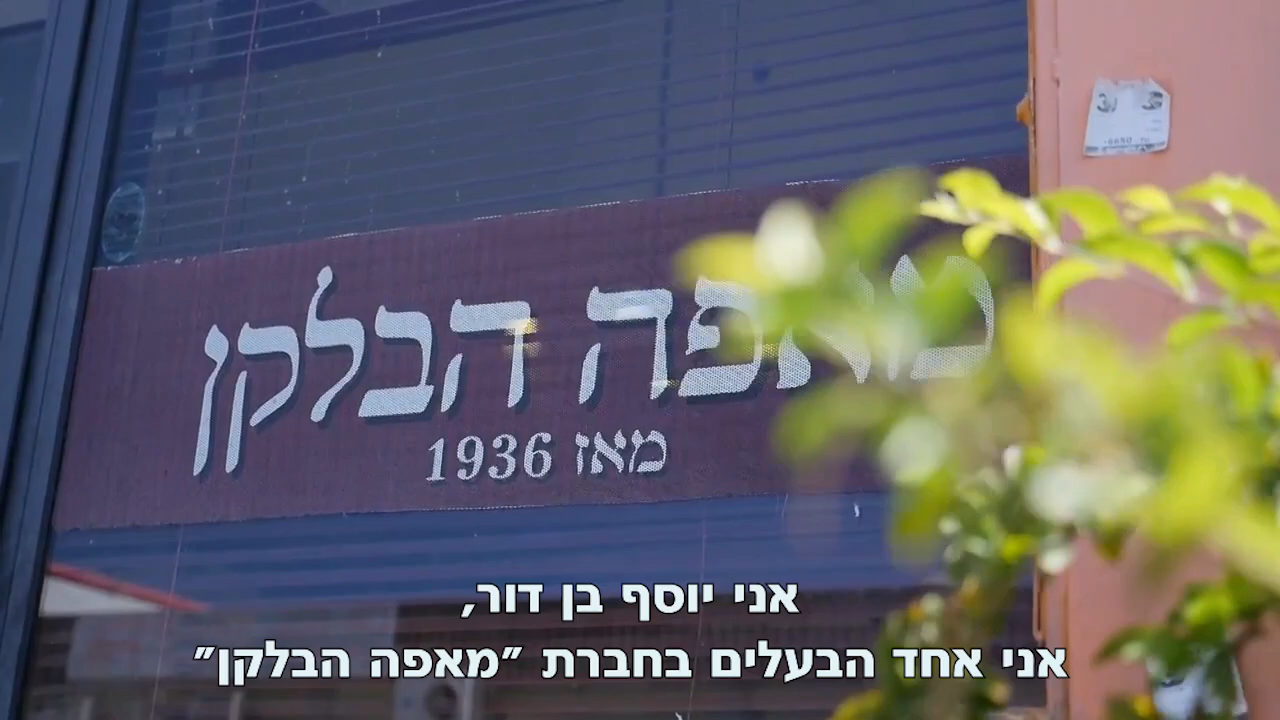 מאפה הבלקן
מאז 1936
אני יוסף בן דור,
אני אחד הבעלים בחברת "מאפה הבלקן"